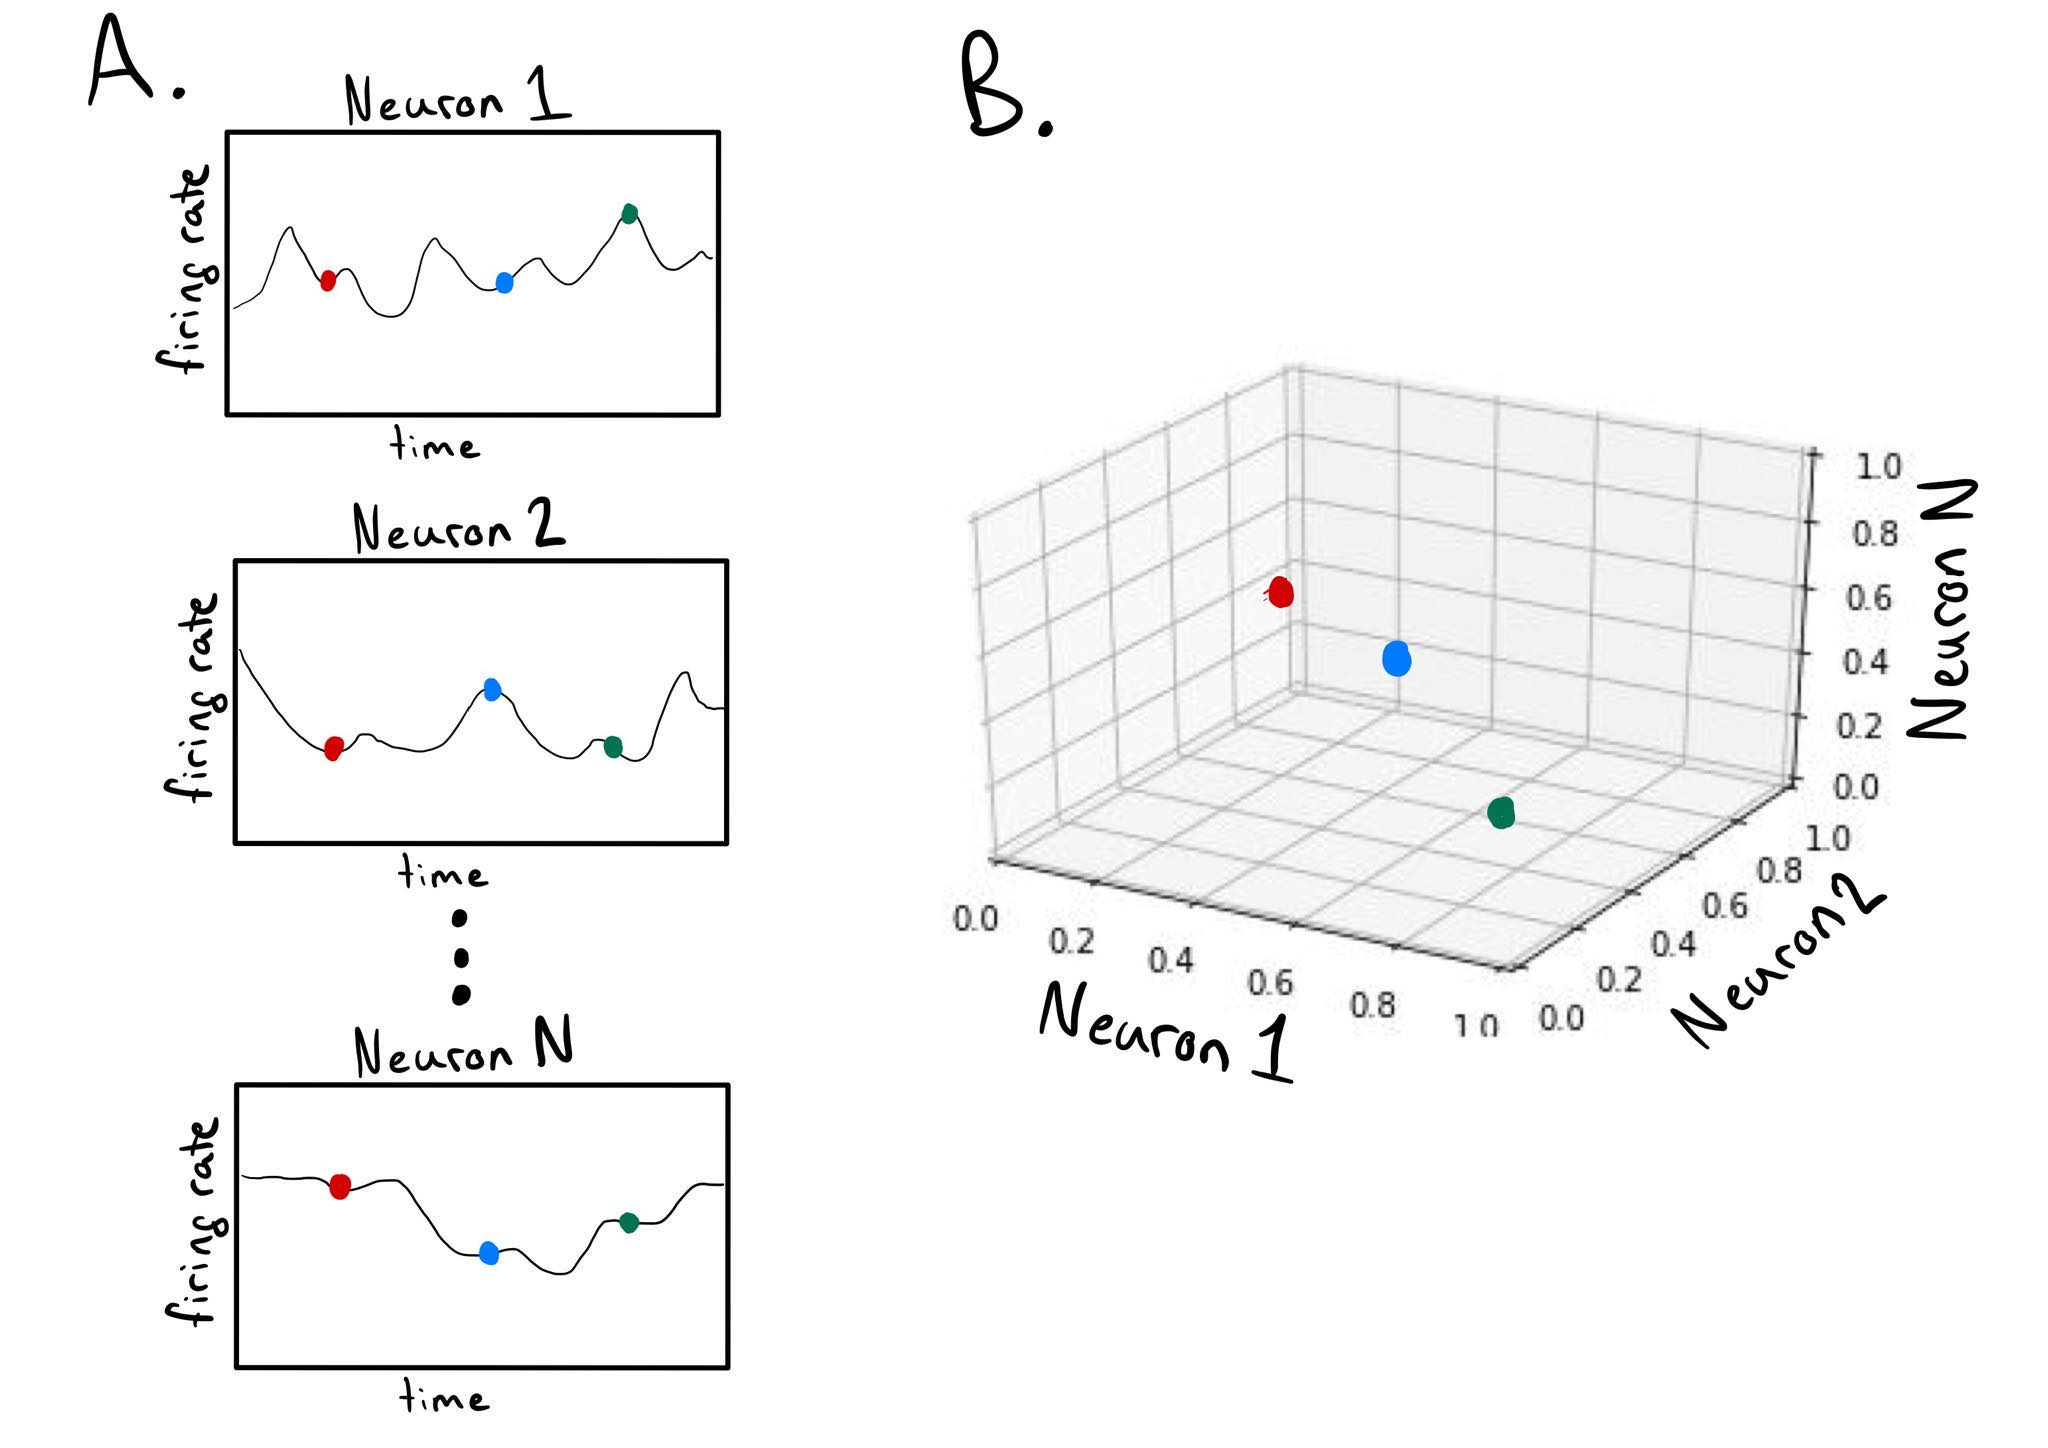 A.
Neuron 1
firing rate
time
Neuron 2
firing rate
time
Neuron N
firing rate
time
B.
1.0
0.8
0.6
0.4
0.2
0.0
Neuron N
1.0
0.8
0.6
0.4
0.2
0.0
Neuron 2
0.0
0.2
0.4
0.6
0.8
1 0
Neuron 1